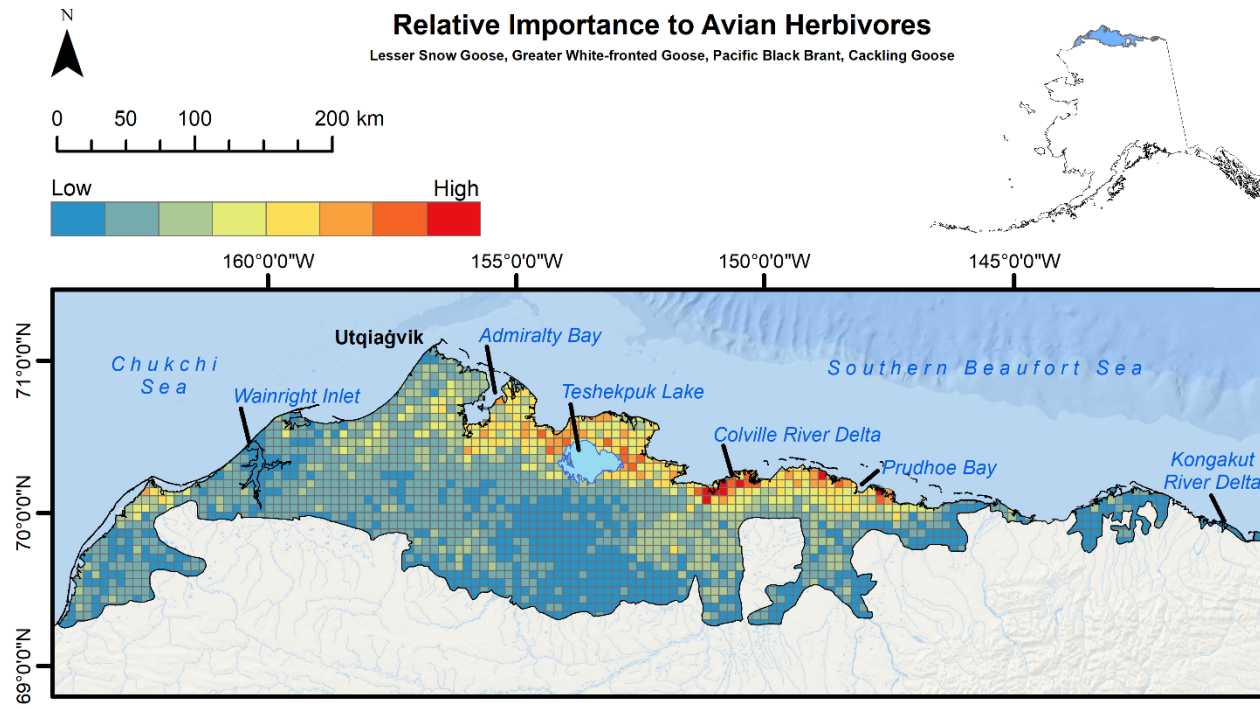 Relative Importance to Avian Herbivores
Lesser Snow Goose, Greater White-fronted Goose, Pacific Black Brant, Cackling Goose
N
0 50 100 200 km
Low High
160°0'0"W 155°0'0"W 150°0'0"W 145°0'0"W
71°0'0"N
70°0'0"N
69°0'0"N
Utqiaġvik
Admiralty Bay
Chukchi
Sea
Southern Beaufort Sea
Wainright Inlet
Teshekpuk Lake
Colville River Delta
Prudhoe Bay
Kongakut
River Delta